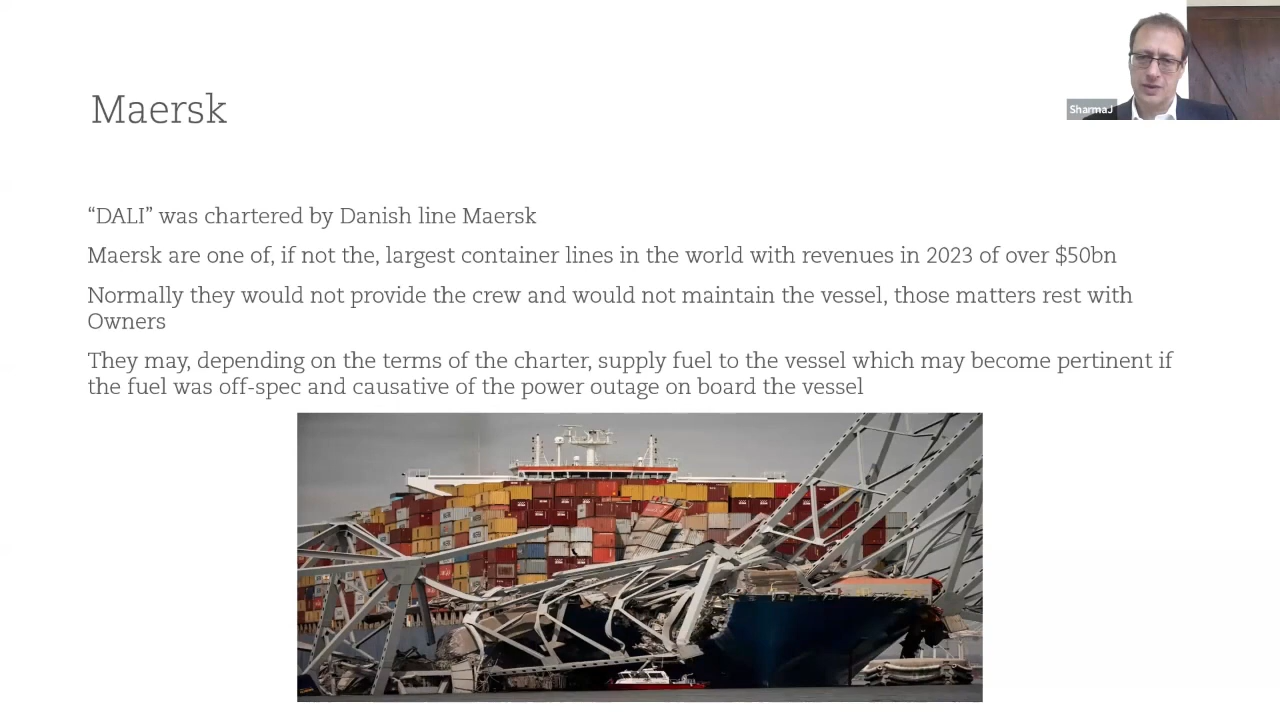 SharmaJ
Maersk
“DALI” was chartered by Danish line Maersk
Maersk are one of, if not the, largest container lines in the world with revenues in 2023 of over $50bn
Normally they would not provide the crew and would not maintain the vessel, those matters rest with
Owners
They may, depending on the terms of the charter, supply fuel to the vessel which may become pertinent if
the fuel was off-spec and causative of the power outage on board the vessel